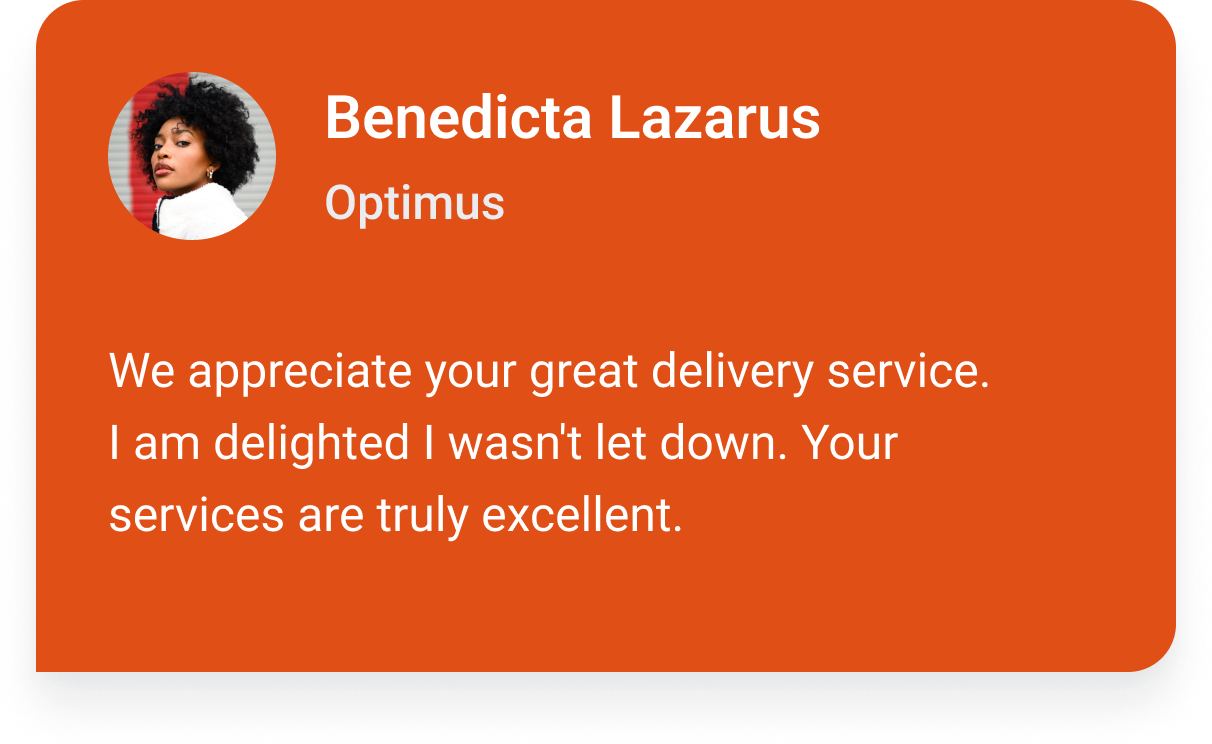 Benedicta Lazarus
Optimus
We appreciate your great delivery service.
I am delighted I wasn't let down. Your
services are truly excellent.